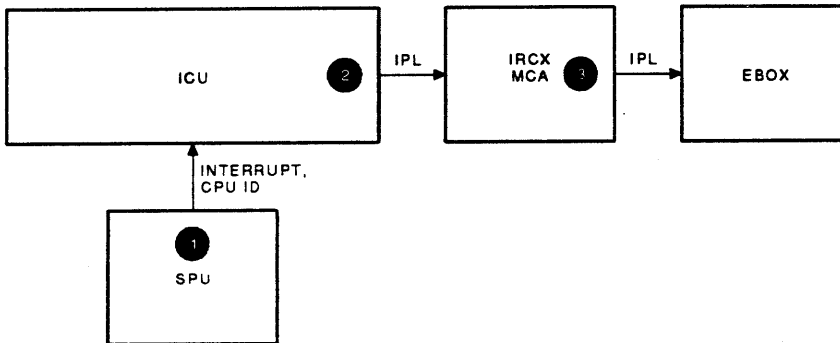 ICU
2
IPL
IRCX
MCA
3
IPL
EBOX
INTERRUPT,
CPU ID
1
SPU